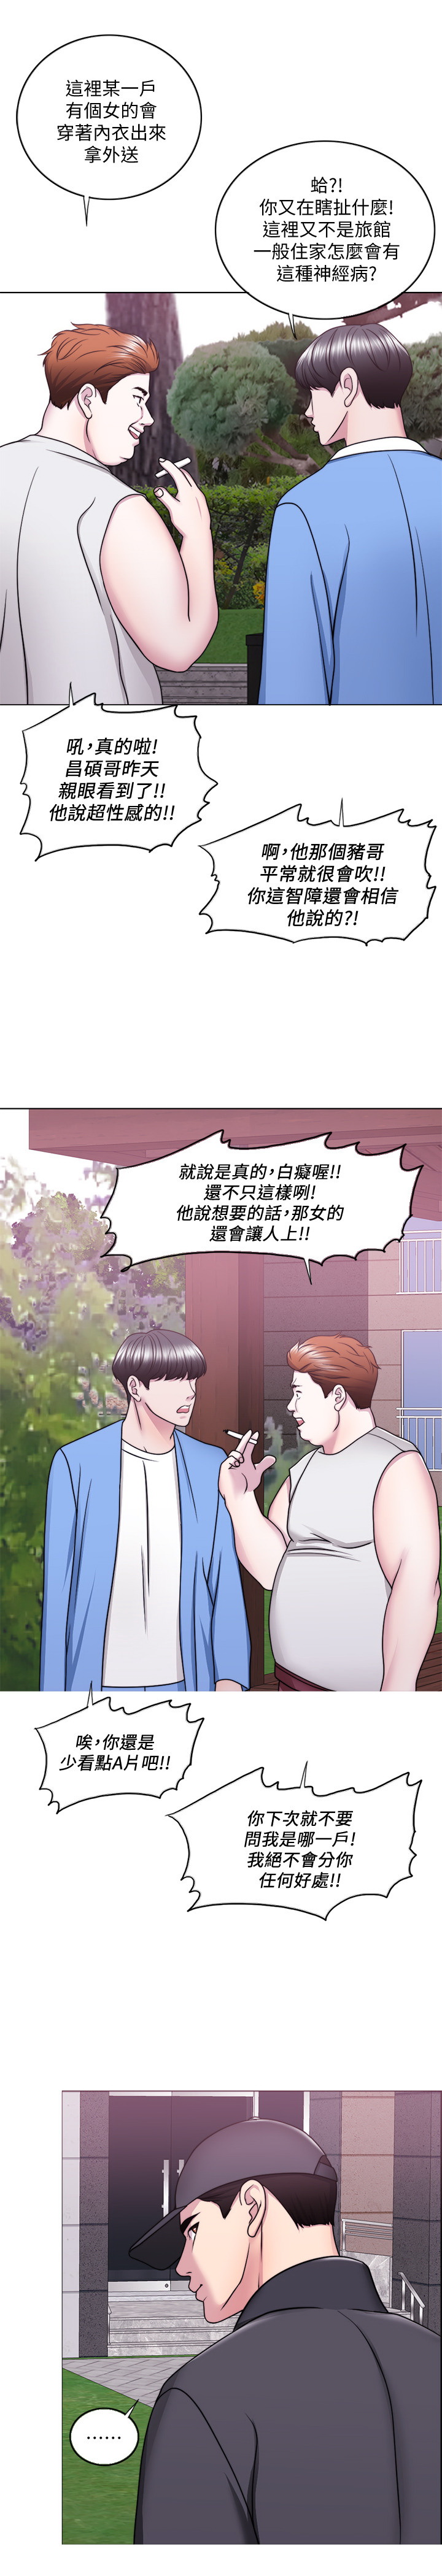 這裡某一戶
有個女的會
穿著內衣出來
拿外送
蛤?!
你又在瞎扯什麼!
這裡又不是旅館
一般住家怎麼會有
這種神經病?
吼，真的啦!
昌碩哥昨天
親眼看到了!!
他說超性感的!!
啊，他那個豬哥
平常就很會吹!!
你這智障還會相信
他說的?!
就說是真的，白癡喔!!
還不只這樣咧!
他說想要的話，那女的
還會讓人上!!
唉，你還是
少看點A片吧!!
你下次就不要
問我是哪一戶!
我絕不會分你
任何好處!!
……